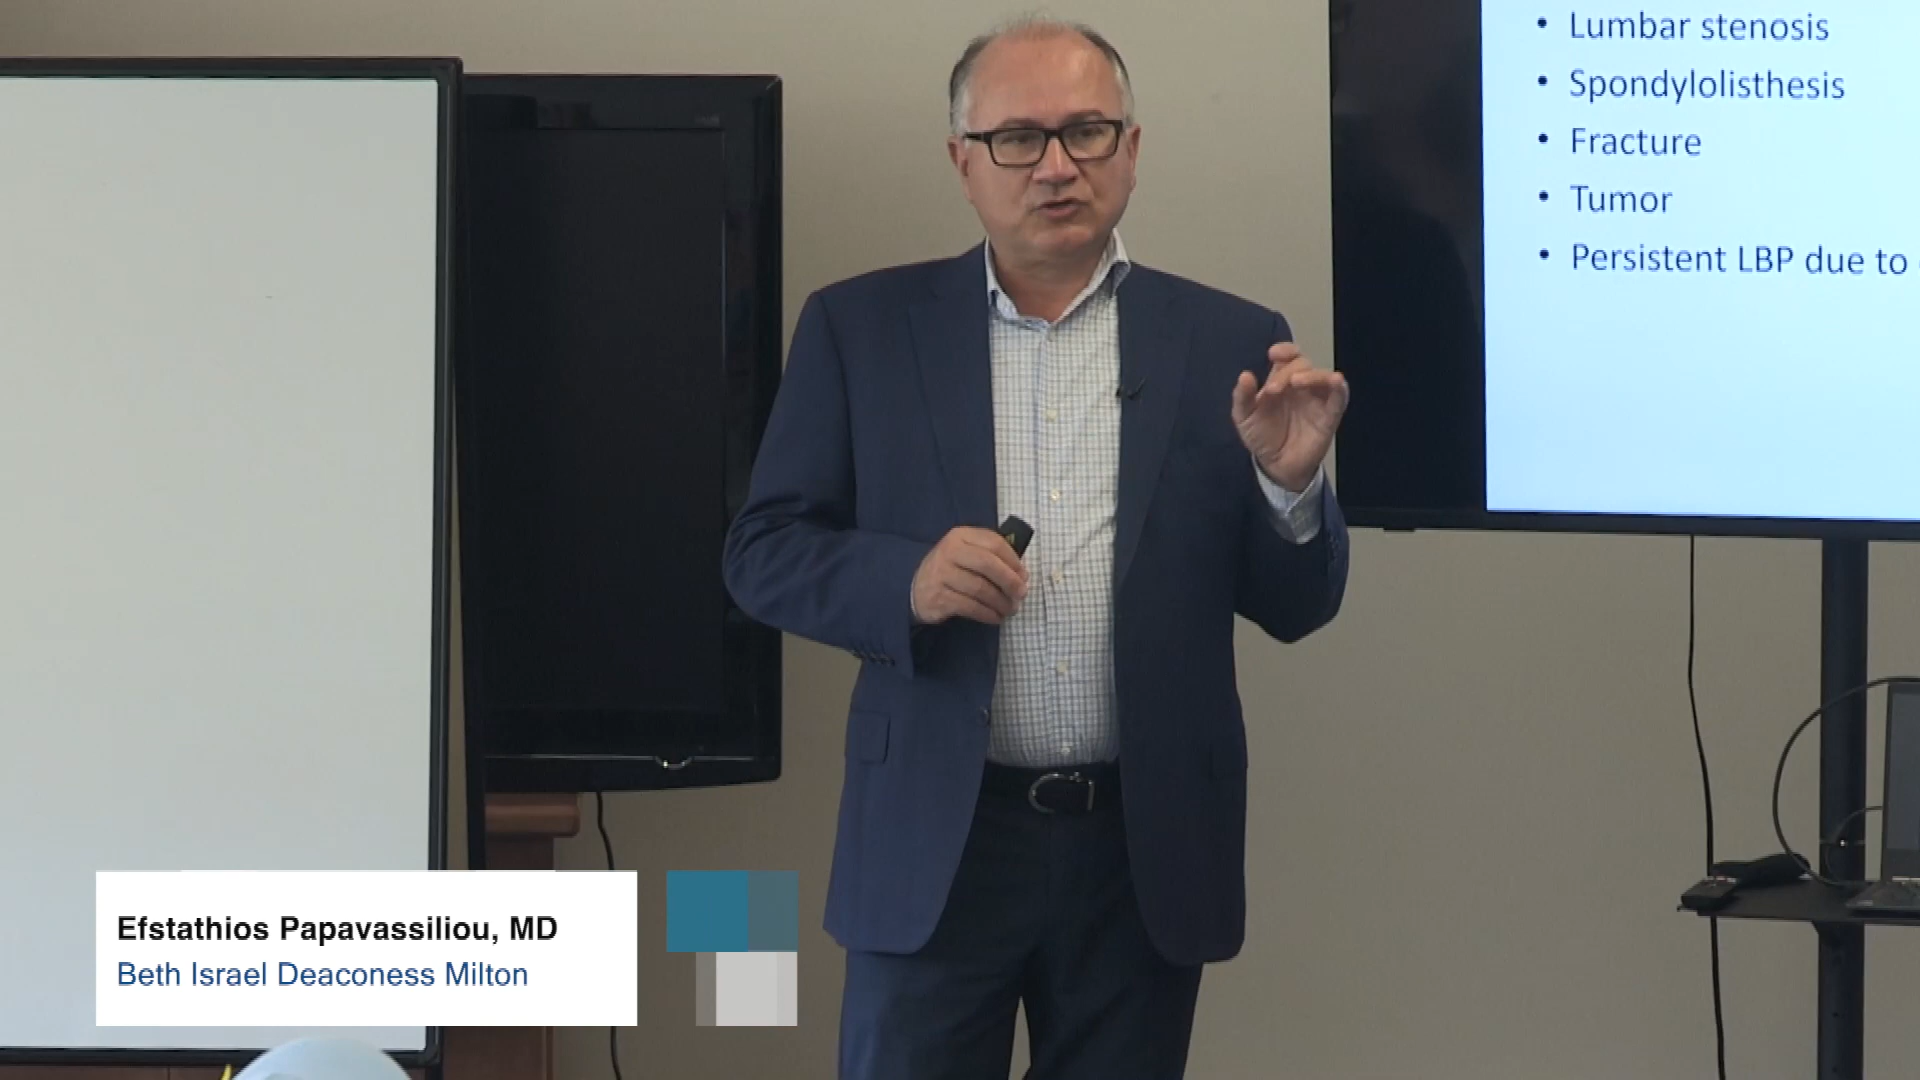 • Lumbar stenosis
• Spondylolisthesis
• Fracture
• Tumor
• Persistent LBP due to
Efstathios Papavassiliou, MD
Beth Israel Deaconess Milton